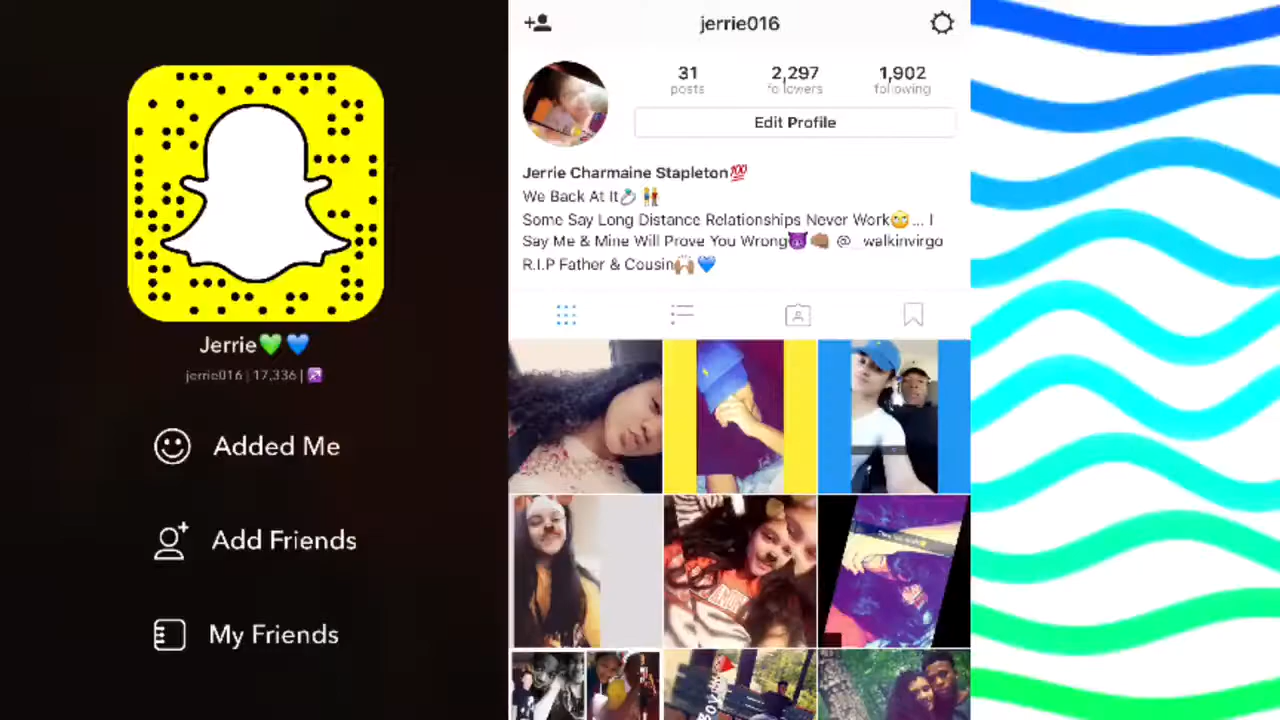 Jerrie💚💙
jerrie016 | 17,336 | ♐
Added Me
Add Friends
My Friends
jerrie016
31 2,297 1,902
posts followers following
Edit Profile
Jerrie Charmaine Stapleton💯
We Back At It💍👫
Some Say Long Distance Relationships Never Work🙄... I
Say Me & Mine Will Prove You Wrong😈👊🏽 @__walkinvirgo
R.I.P Father & Cousin🙌🏽💙